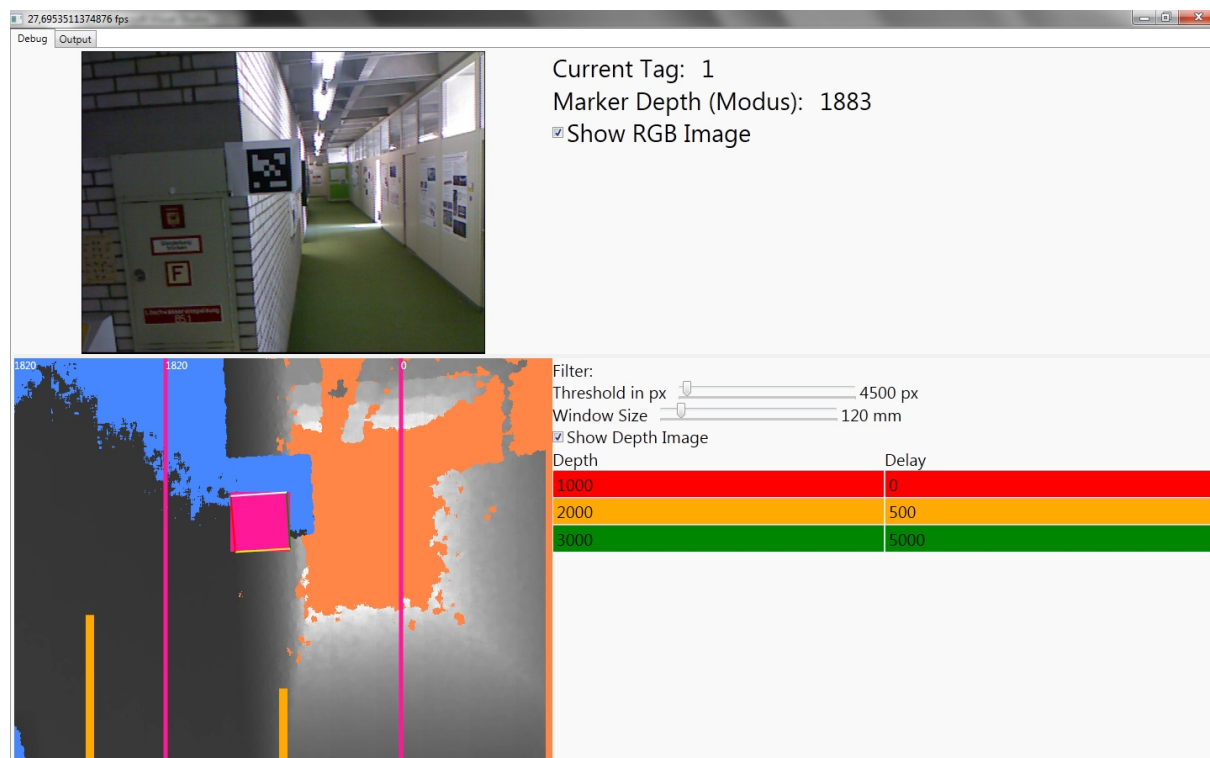 27,6953511374876 fps
Debug Output
Current Tag: 1
Marker Depth (Modus): 1883
Show RGB Image
F
BS1
1820 1820 0
Filter:
Threshold in px 4500 px
Window Size 120 mm
Show Depth Image
Depth Delay
1000 0
2000 500
3000 5000